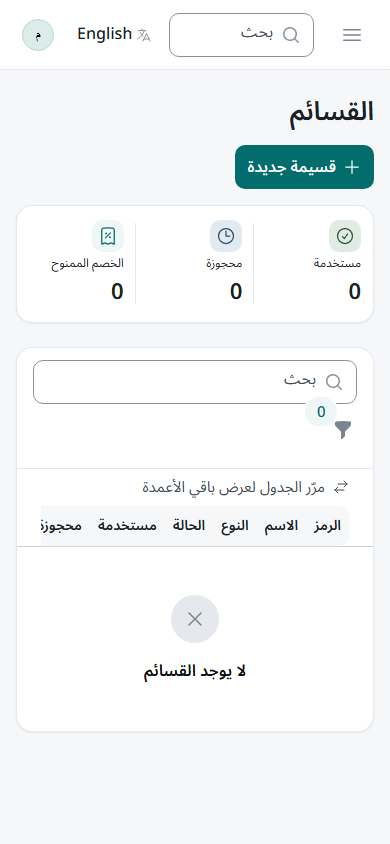 بحث
English
م
القسائم
قسيمة جديدة
مستخدمة
0
محجوزة
0
الخصم الممنوح
0
بحث
0
مرّر الجدول لعرض باقي الأعمدة
الرمز الاسم النوع الحالة مستخدمة محجوزة
لا يوجد القسائم